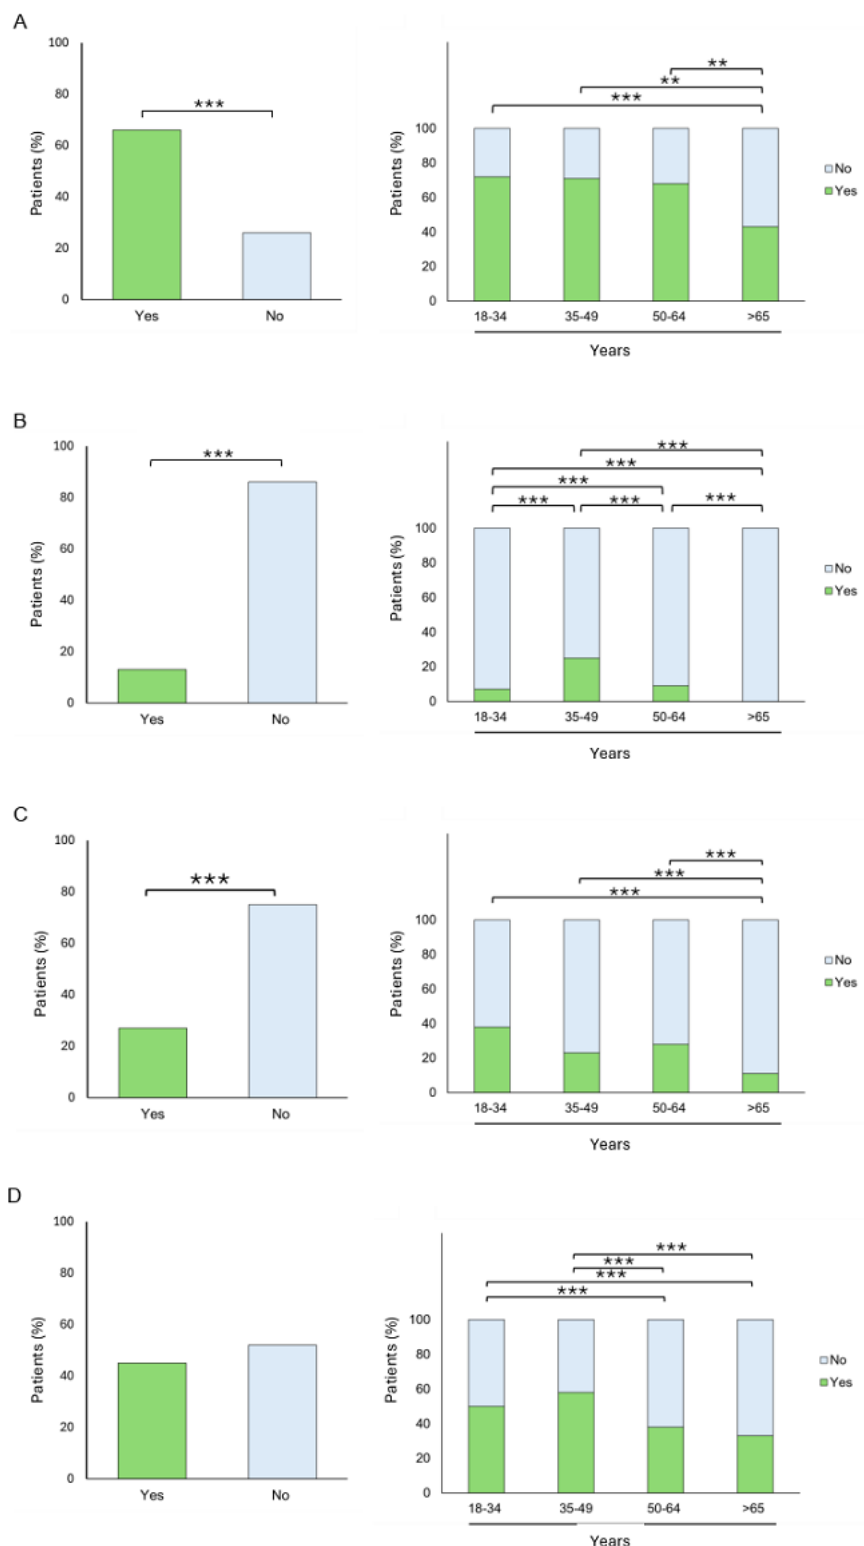 A
100
80
60
40
20
0
Patients (%)
***
Yes
No
**
**
***
100
80
60
40
20
0
Patients (%)
18-34
35-49
50-64
>65
Years
No
Yes
B
100
80
60
40
20
0
Patients (%)
***
Yes
No
***
***
***
***
***
***
100
80
60
40
20
0
Patients (%)
18-34
35-49
50-64
>65
Years
No
Yes
C
100
80
60
40
20
0
Patients (%)
***
Yes
No
***
***
***
100
80
60
40
20
0
Patients (%)
18-34
35-49
50-64
>65
Years
No
Yes
D
100
80
60
40
20
0
Patients (%)
Yes
No
***
***
***
***
100
80
60
40
20
0
Patients (%)
18-34
35-49
50-64
>65
Years
No
Yes